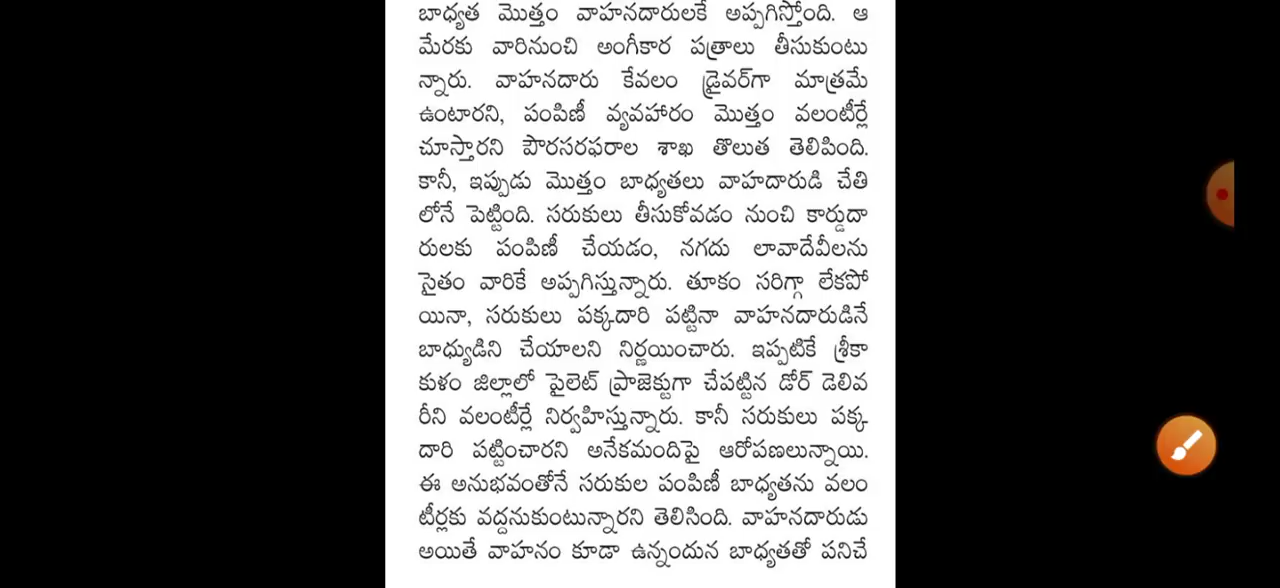 బాధ్యత మొత్తం వాహనదారులకే అప్పగిస్తోంది. ఆ
మేరకు వారినుంచి అంగీకార పత్రాలు తీసుకుంటు
న్నారు. వాహనదారు కేవలం డ్రైవర్‌గా మాత్రమే
ఉంటారని, పంపిణీ వ్యవహారం మొత్తం వలంటీర్లే
చూస్తారని పౌరసరఫరాల శాఖ తొలుత తెలిపింది.
కానీ, ఇప్పుడు మొత్తం బాధ్యతలు వాహదారుడి చేతి
లోనే పెట్టింది. సరుకులు తీసుకోవడం నుంచి కార్డుదా
రులకు పంపిణీ చేయడం, నగదు లావాదేవీలను
సైతం వారికే అప్పగిస్తున్నారు. తూకం సరిగ్గా లేకపో
యినా, సరుకులు పక్కదారి పట్టినా వాహనదారుడినే
బాధ్యుడిని చేయాలని నిర్ణయించారు. ఇప్పటికే శ్రీకా
కుళం జిల్లాలో పైలెట్ ప్రాజెక్టుగా చేపట్టిన డోర్ డెలివ
రీని వలంటీర్లే నిర్వహిస్తున్నారు. కానీ సరుకులు పక్క
దారి పట్టించారని అనేకమందిపై ఆరోపణలున్నాయి.
ఈ అనుభవంతోనే సరుకుల పంపిణీ బాధ్యతను వలం
టీర్లకు వద్దనుకుంటున్నారని తెలిసింది. వాహనదారుడు
అయితే వాహనం కూడా ఉన్నందున బాధ్యతతో పనిచే